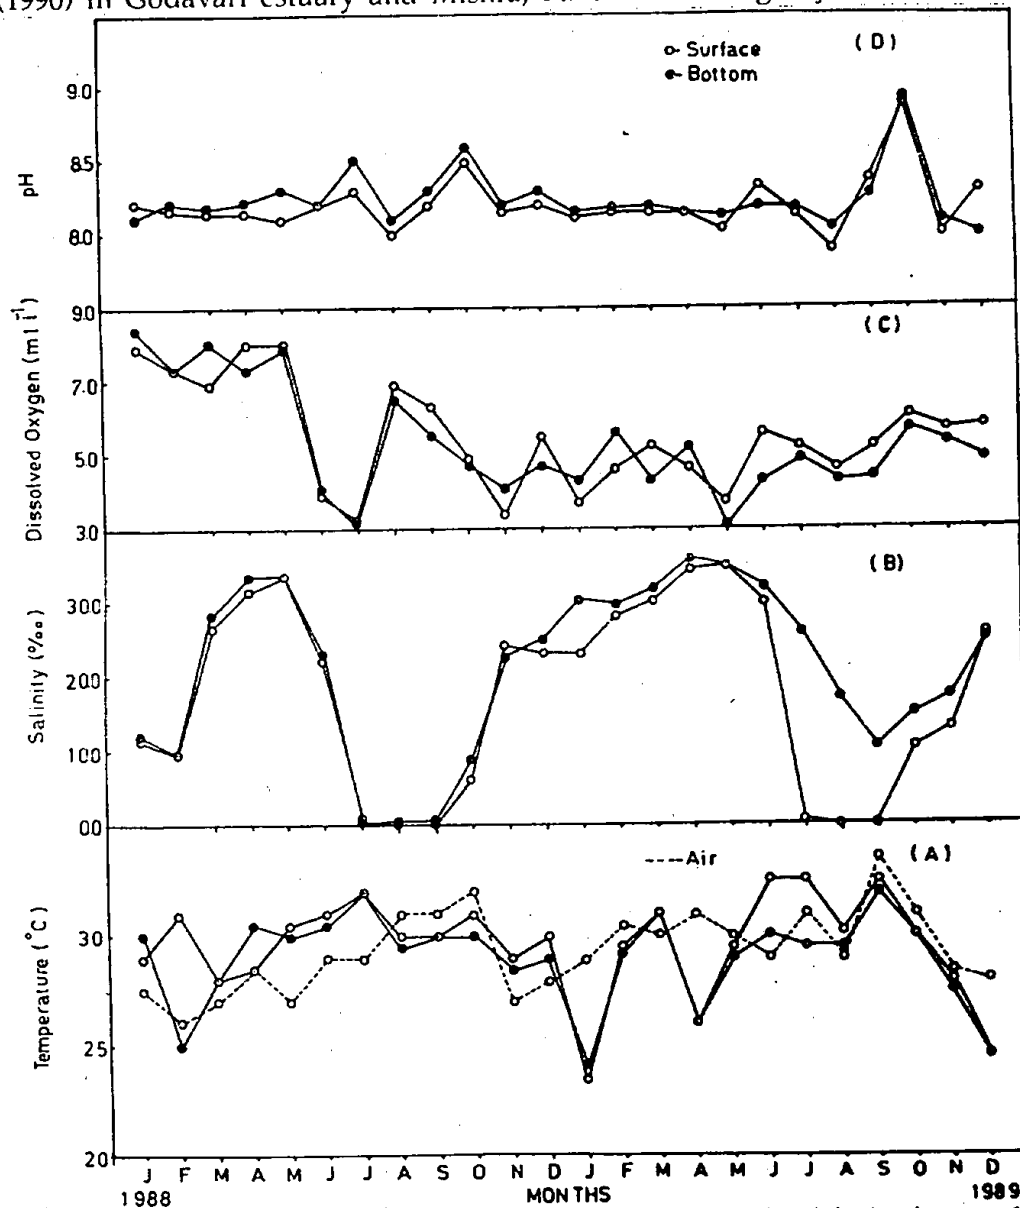 (1990) in Godavari estuary and
( D )
Surface
Bottom
9.0
8.5
8.0
pH
( C )
9.0
7.0
5.0
3.0
Dissolved Oxygen (ml l⁻¹)
( B )
300
200
100
00
Salinity (‰)
( A )
----Air
30
25
20
Temperature (°C)
J F M A M J J A S O N D J F M A M J J A S O N D
1988 MONTHS 1989